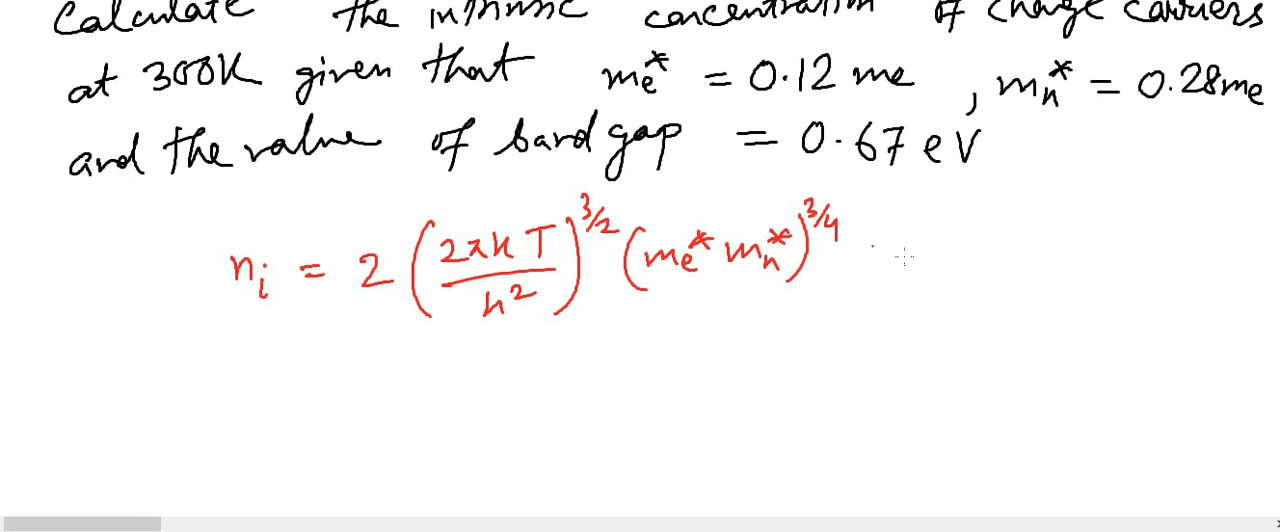 Calculate the intrinsic concentration of charge carriers
at 300K given that me* = 0.12 me, mh* = 0.28me
and the value of band gap = 0.67 eV
ni = 2 (2πkT/h²)^3/2 (me* mh*)^3/4